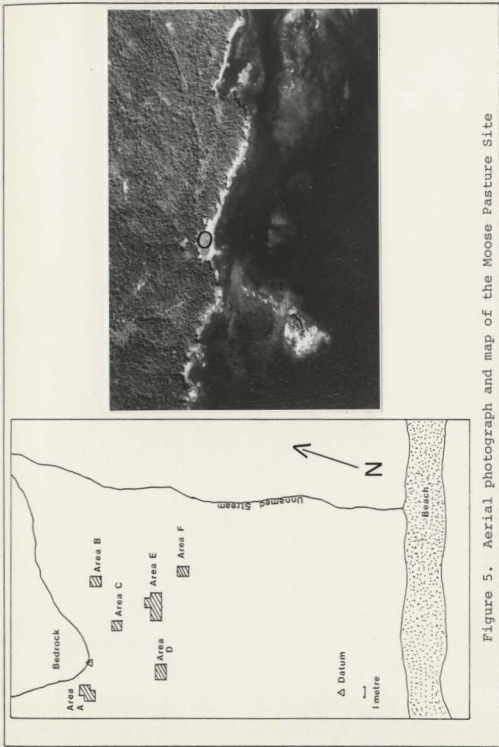 Bedrock
Area
A
Area B
Area C
Area E
Area F
Area
D
Unnamed Stream
N
Δ Datum
1 metre
Beach
Figure 5. Aerial photograph and map of the Moose Pasture Site